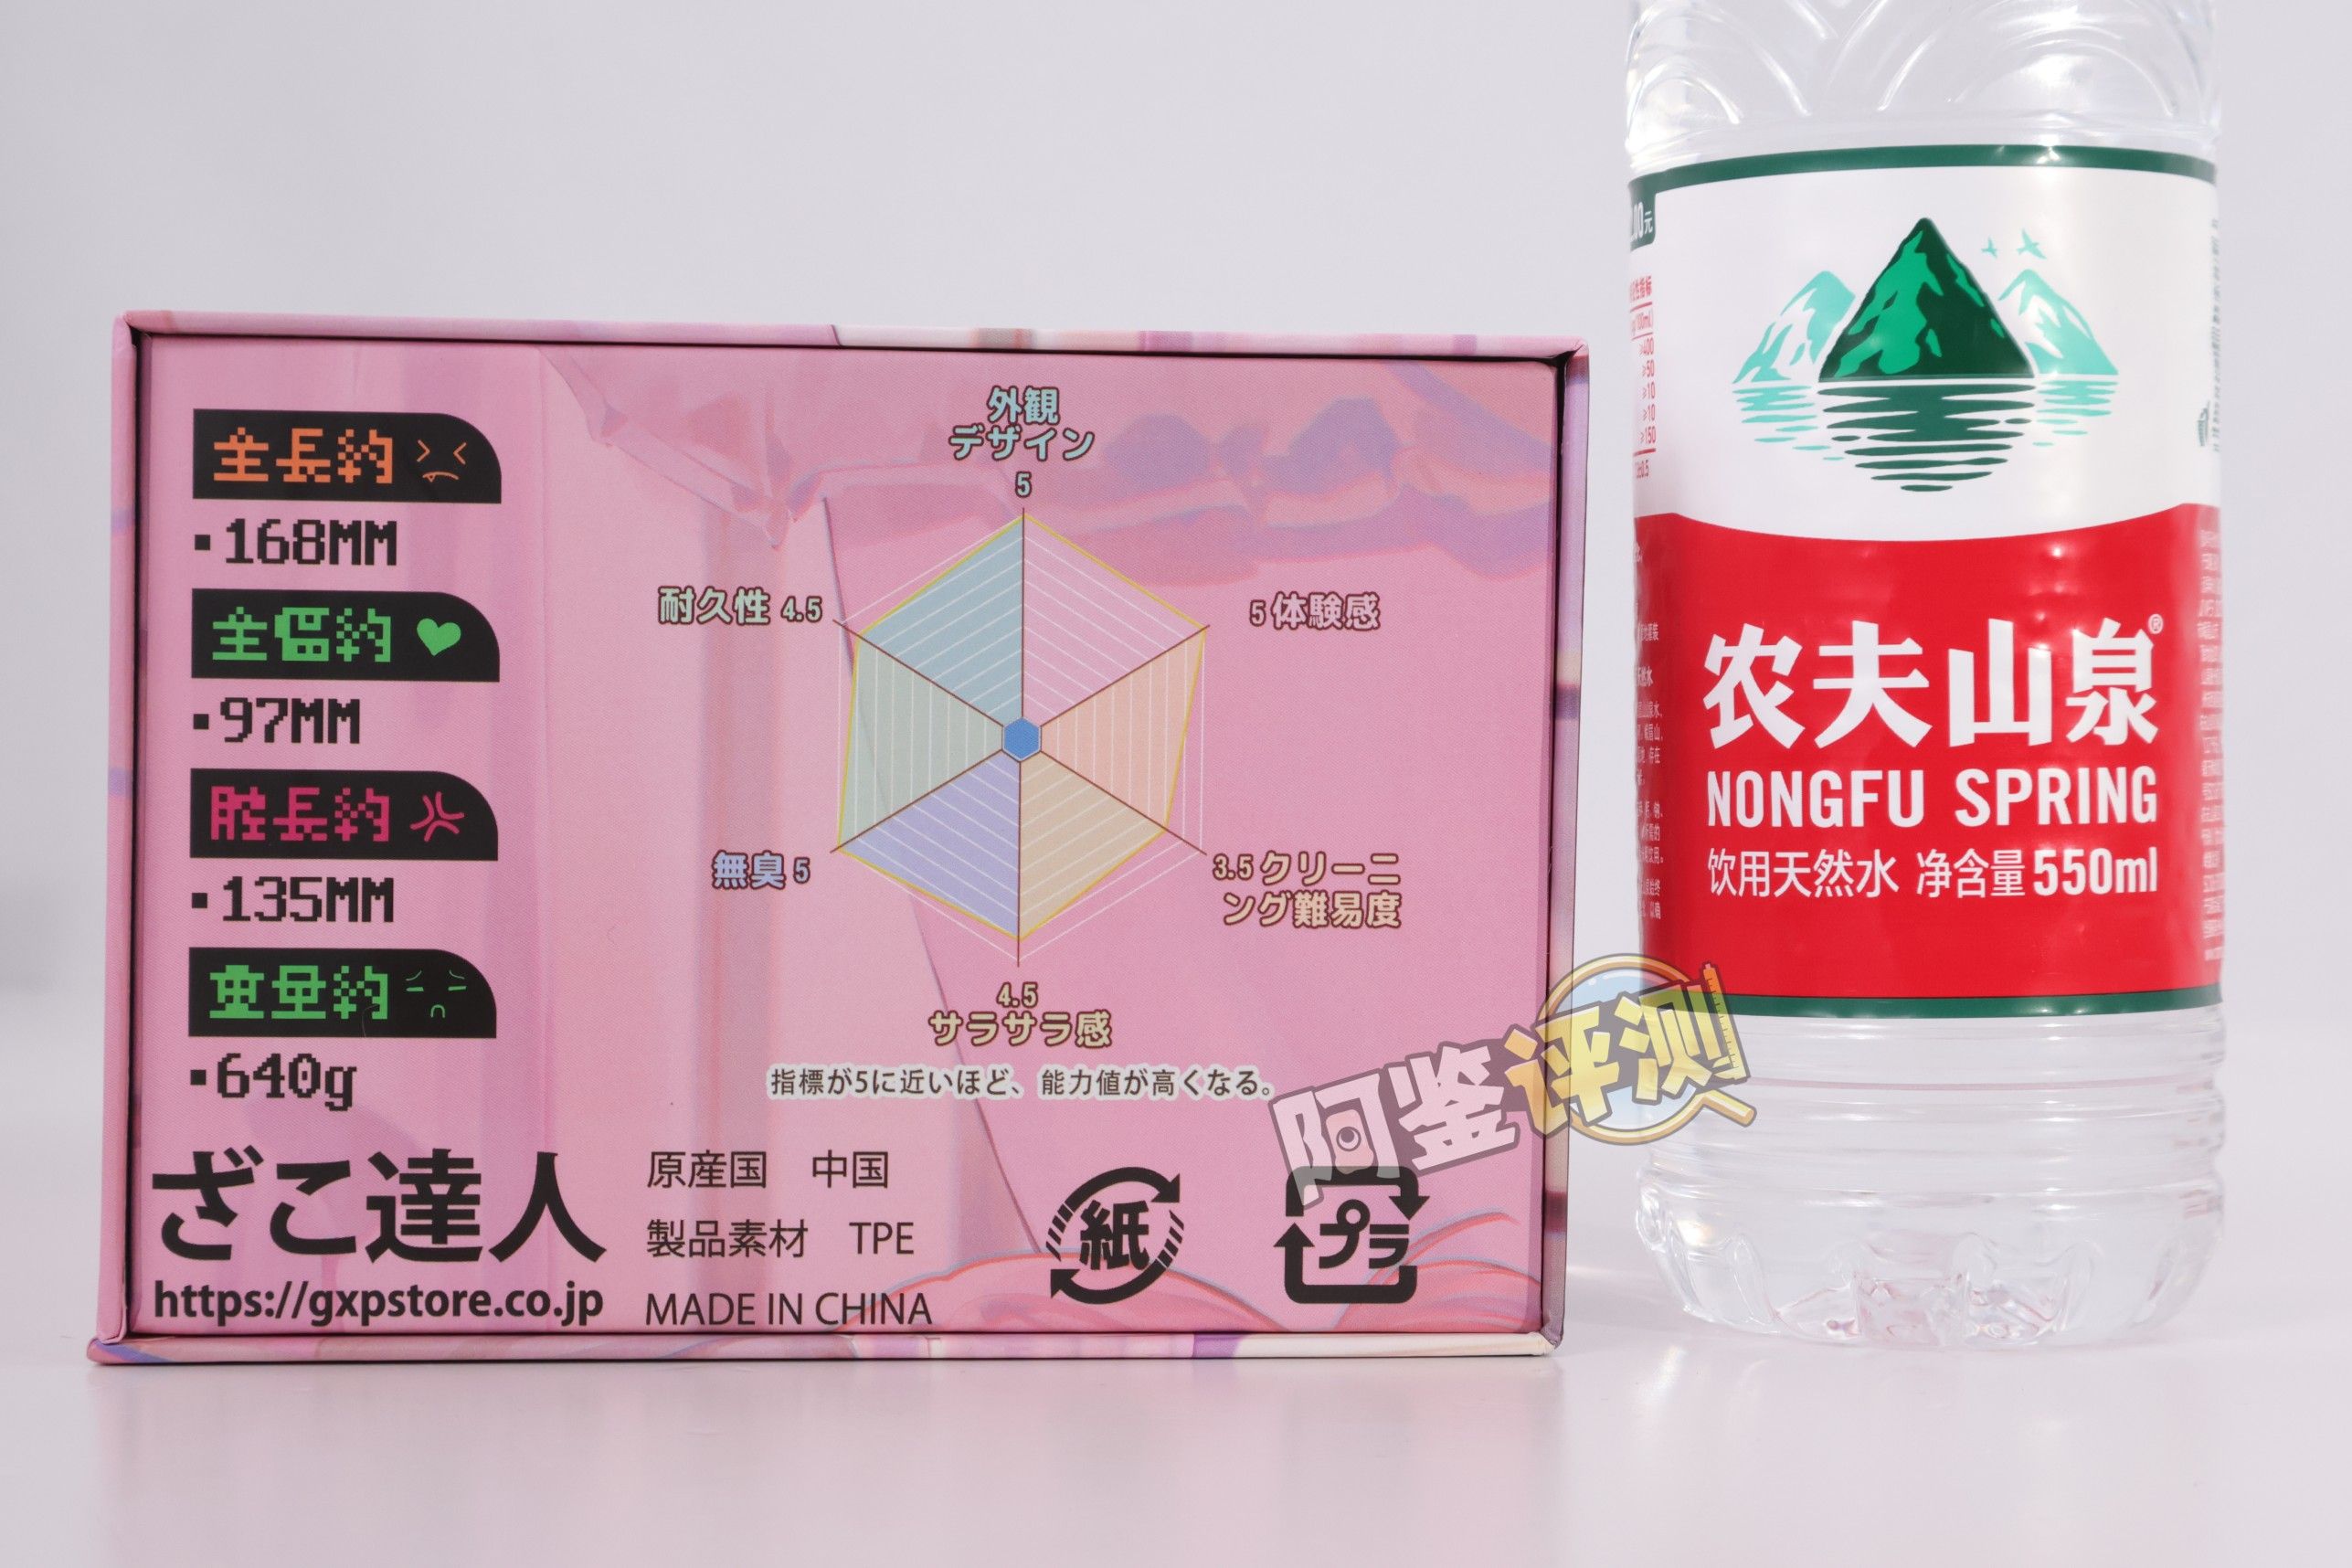 全長約
・168MM
全幅約
・97MM
膣長約
・135MM
重量約
・640g
外観
デザイン
5
5 体験感
3.5 クリーニ
ング難易度
4.5
サラサラ感
無臭 5
耐久性 4.5
指標が5に近いほど、能力値が高くなる。
ざこ達人
https://gxpstore.co.jp
原産国 中国
製品素材 TPE
MADE IN CHINA
紙
プラ
阿鉴评测
农夫山泉®
NONGFU SPRING
饮用天然水 净含量550ml